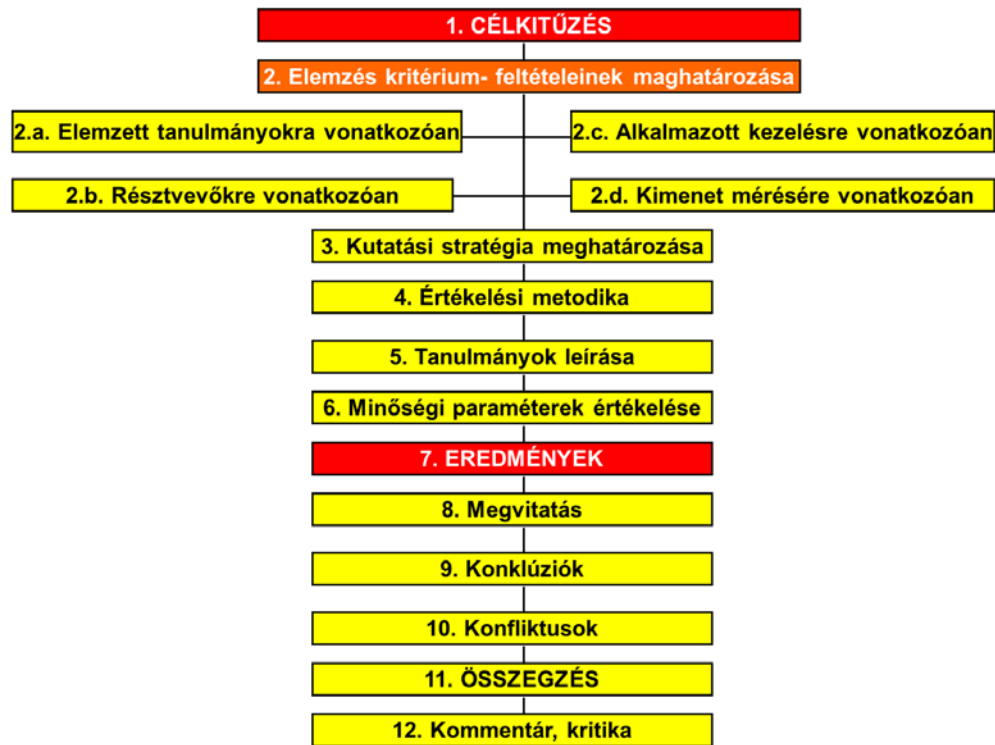 1. CÉLKITŰZÉS
2. Elemzés kritérium- feltételeinek maghatározása
2.a. Elemzett tanulmányokra vonatkozóan
2.c. Alkalmazott kezelésre vonatkozóan
2.b. Résztvevőkre vonatkozóan
2.d. Kimenet mérésére vonatkozóan
3. Kutatási stratégia meghatározása
4. Értékelési metodika
5. Tanulmányok leírása
6. Minőségi paraméterek értékelése
7. EREDMÉNYEK
8. Megvitatás
9. Konklúziók
10. Konfliktusok
11. ÖSSZEGZÉS
12. Kommentár, kritika